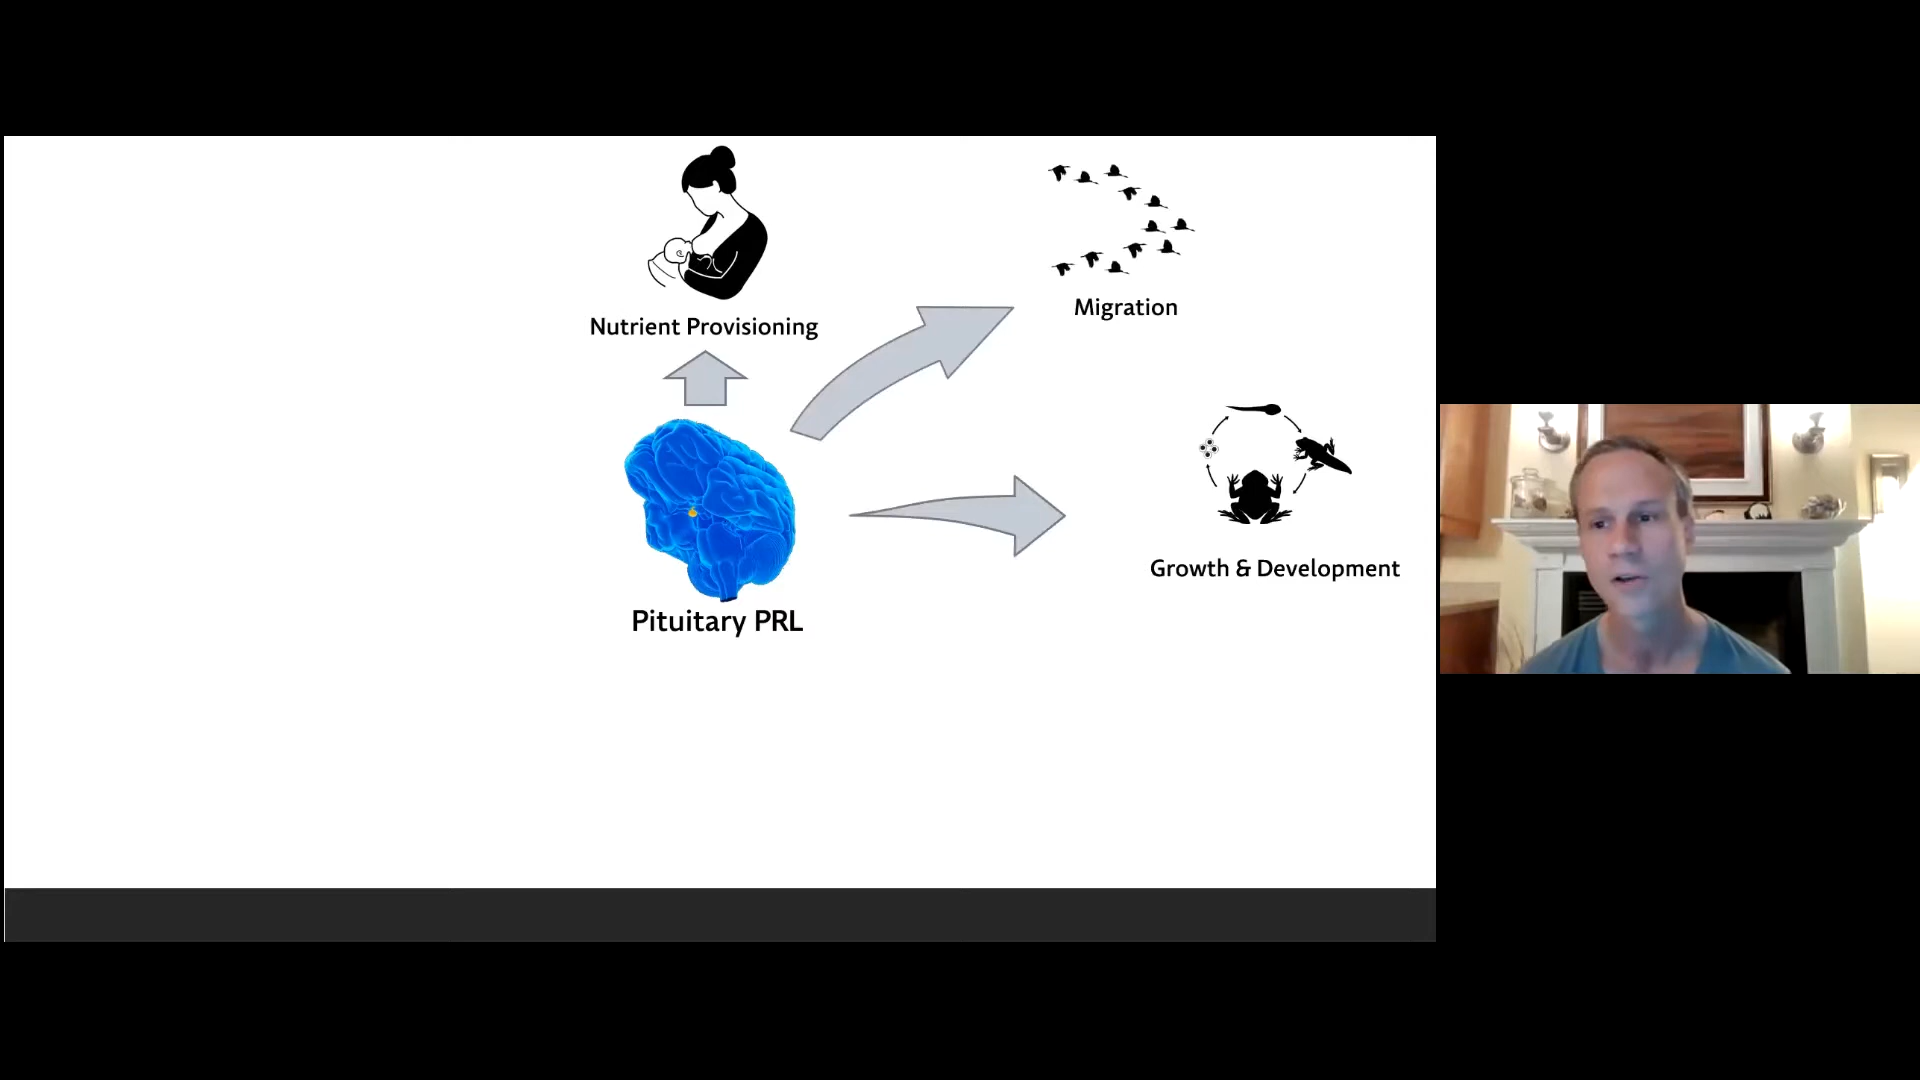 Nutrient Provisioning
Migration
Growth & Development
Pituitary PRL